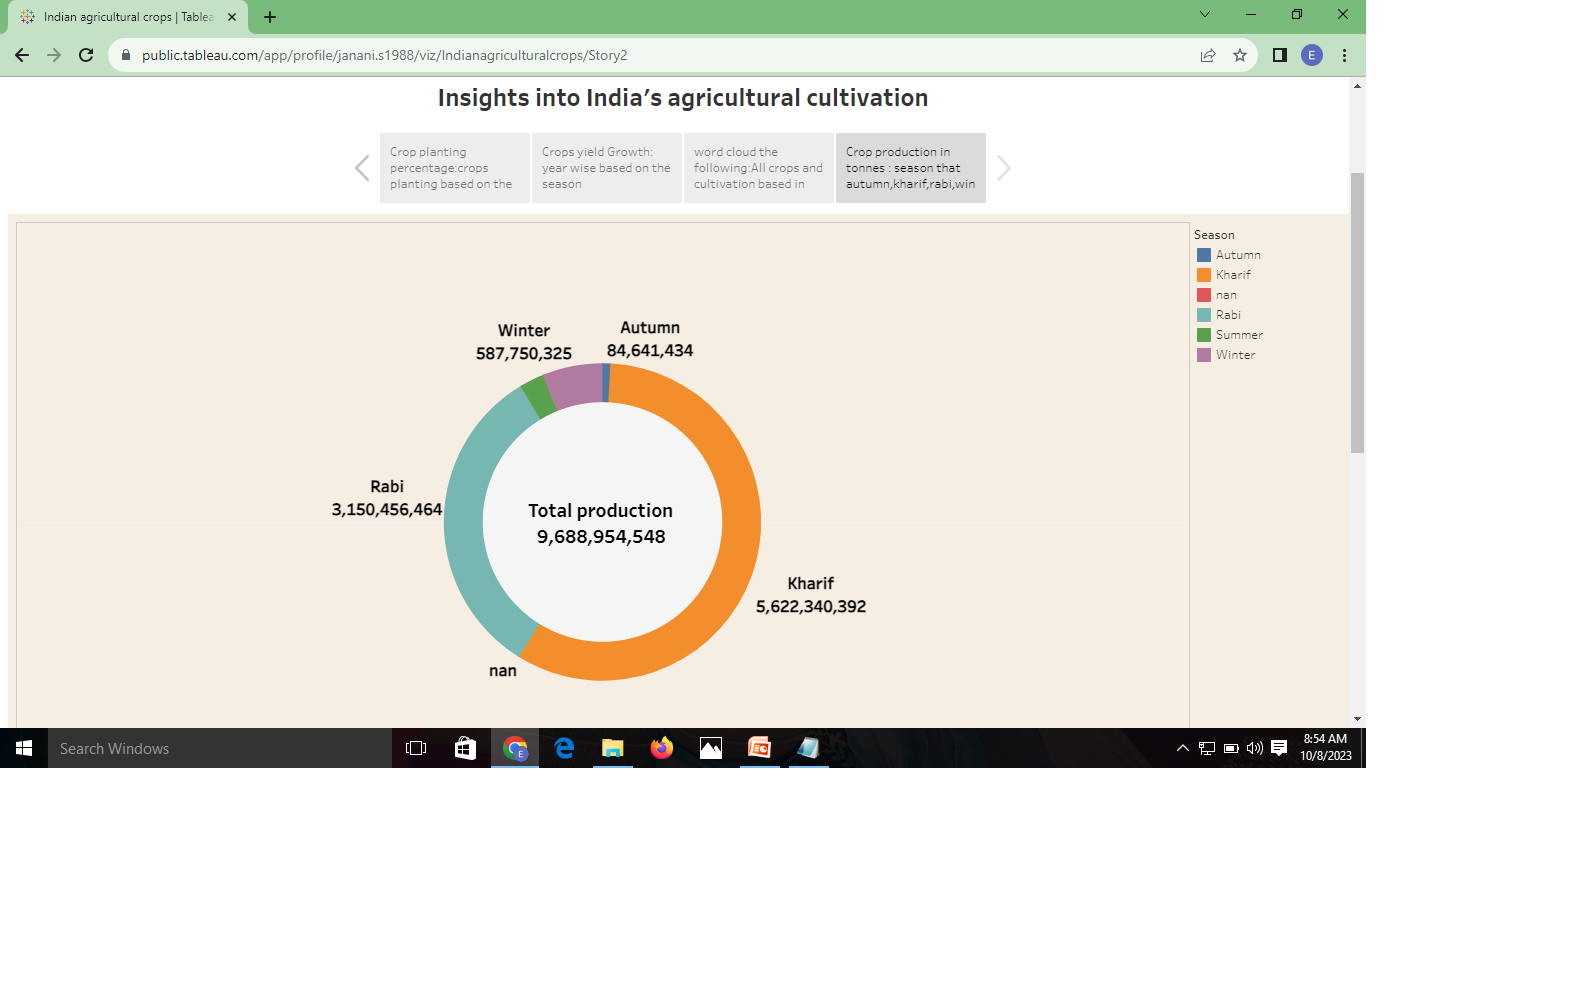 Indian agricultural crops | Tablea
public.tableau.com/app/profile/janani.s1988/viz/Indianagriculturalcrops/Story2
E
Insights into India’s agricultural cultivation
Crop planting
percentage:crops
planting based on the
Crops yield Growth:
year wise based on the
season
word cloud the
following:All crops and
cultivation based in
Crop production in
tonnes : season that
autumn,kharif,rabi,win
Season
Autumn
Kharif
nan
Rabi
Summer
Winter
Winter
587,750,325
Autumn
84,641,434
Rabi
3,150,456,464
Total production
9,688,954,548
Kharif
5,622,340,392
nan
Search Windows
E
8:54 AM
10/8/2023